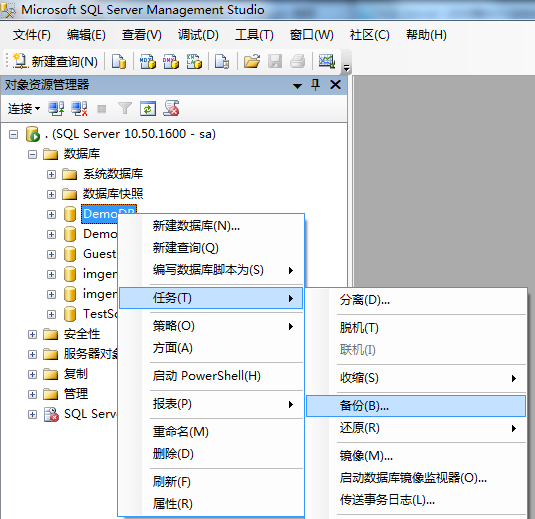 Microsoft SQL Server Management Studio
文件(F) 编辑(E) 查看(V) 调试(D) 工具(T) 窗口(W) 社区(C) 帮助(H)
新建查询(N)
对象资源管理器
连接
. (SQL Server 10.50.1600 - sa)
数据库
系统数据库
数据库快照
DemoDB
Demo
Guest
imgen
imgen
TestSc
安全性
服务器对象
复制
管理
SQL Serve
新建数据库(N)...
新建查询(Q)
编写数据库脚本为(S)
任务(T)
策略(O)
方面(A)
启动 PowerShell(H)
报表(P)
重命名(M)
删除(D)
刷新(F)
属性(R)
分离(D)...
脱机(T)
联机(I)
收缩(S)
备份(B)...
还原(R)
镜像(M)...
启动数据库镜像监视器(O)...
传送事务日志(L)...